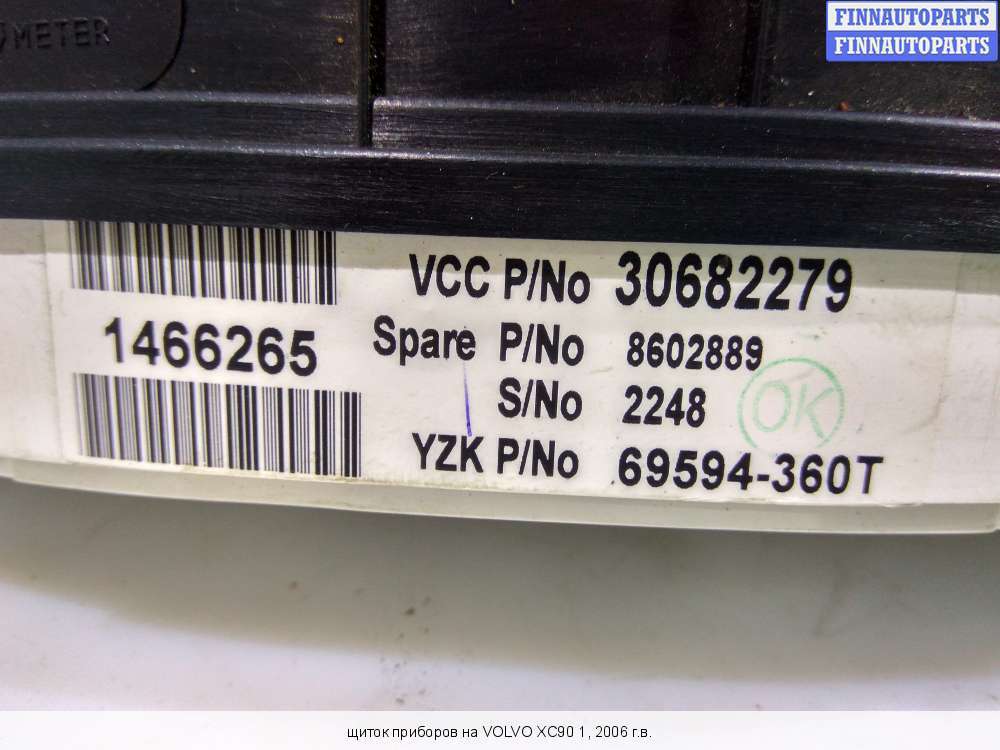 FINNAUTOPARTS
FINNAUTOPARTS
METER
VCC P/No 30682279
1466265
Spare P/No 8602889
S/No 2248
OK
YZK P/No 69594-360T
щиток приборов на VOLVO XC90 1, 2006 г.в.